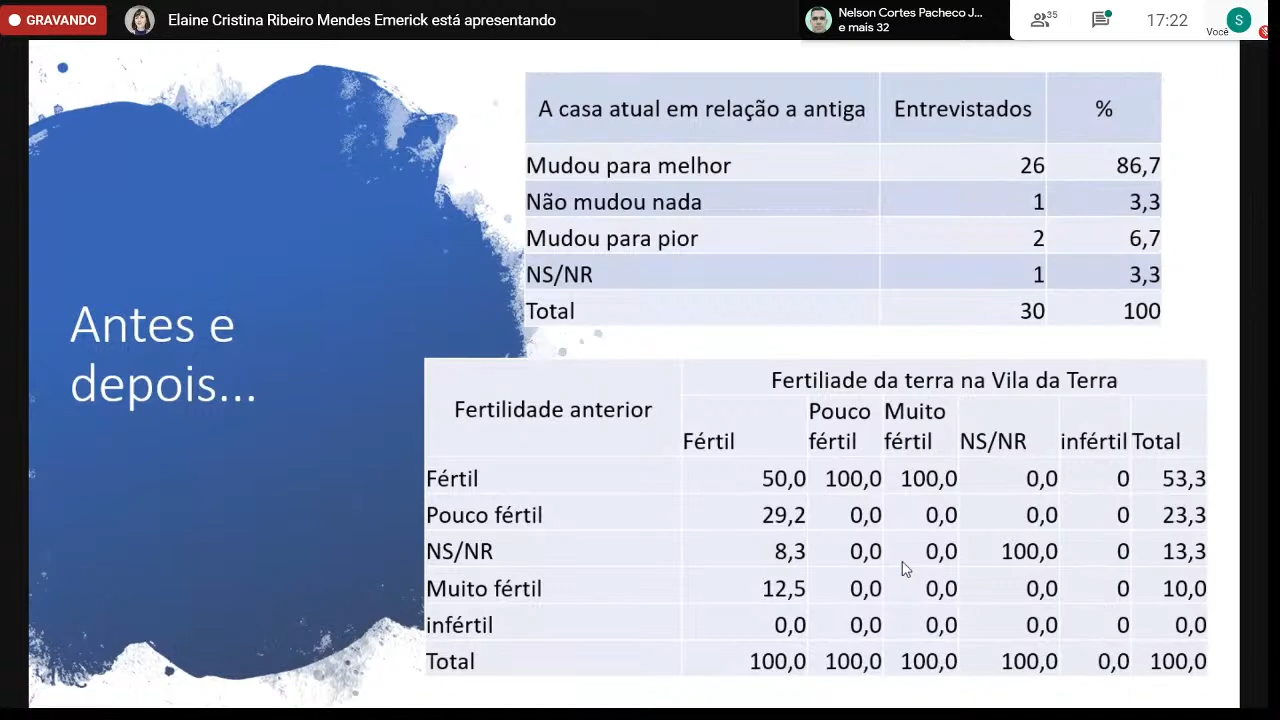 GRAVANDO
Elaine Cristina Ribeiro Mendes Emerick está apresentando
Nelson Cortes Pacheco J...
e mais 32
35
17:22
Você
S
Antes e
depois...
A casa atual em relação a antiga Entrevistados %
Mudou para melhor 26 86,7
Não mudou nada 1 3,3
Mudou para pior 2 6,7
NS/NR 1 3,3
Total 30 100
Fertilidade anterior
Fertiliade da terra na Vila da Terra
Fértil
Pouco
fértil
Muito
fértil
NS/NR
infértil
Total
Fértil 50,0 100,0 100,0 0,0 0 53,3
Pouco fértil 29,2 0,0 0,0 0,0 0 23,3
NS/NR 8,3 0,0 0,0 100,0 0 13,3
Muito fértil 12,5 0,0 0,0 0,0 0 10,0
infértil 0,0 0,0 0,0 0,0 0 0,0
Total 100,0 100,0 100,0 100,0 0,0 100,0